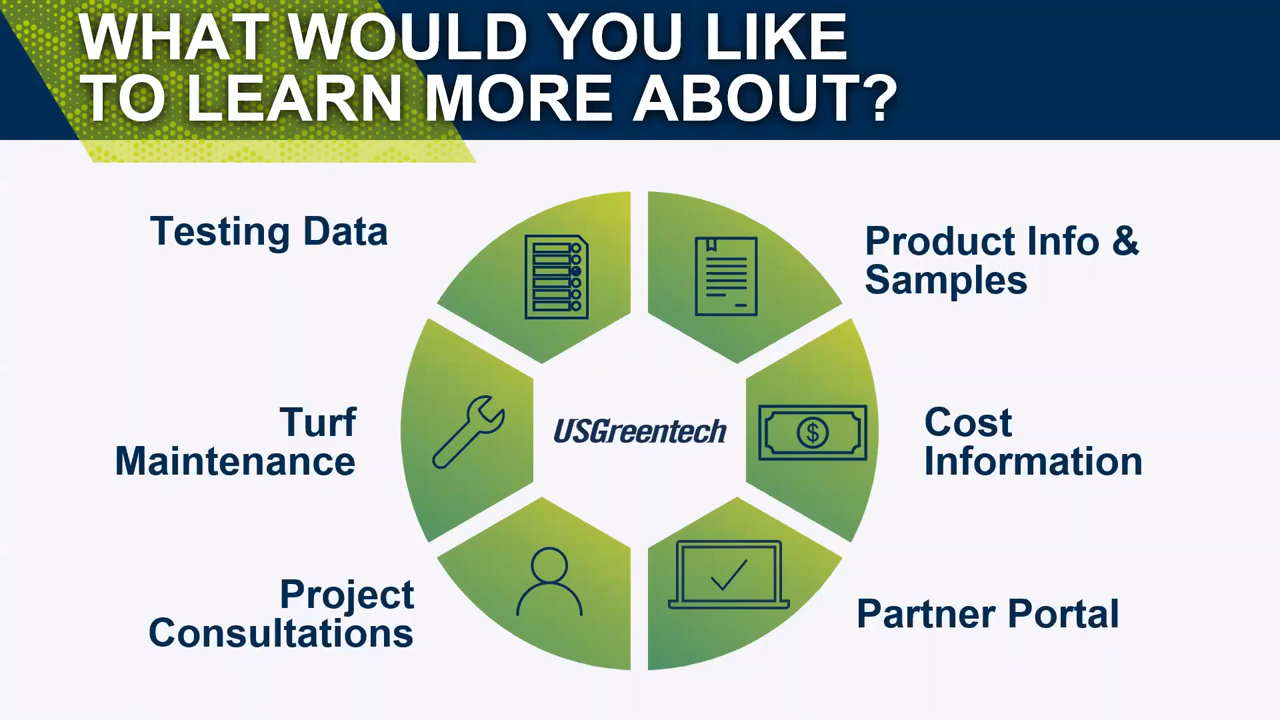 WHAT WOULD YOU LIKE
TO LEARN MORE ABOUT?
Testing Data
Product Info &
Samples
Turf
Maintenance
USGreentech
$
Cost
Information
Project
Consultations
Partner Portal